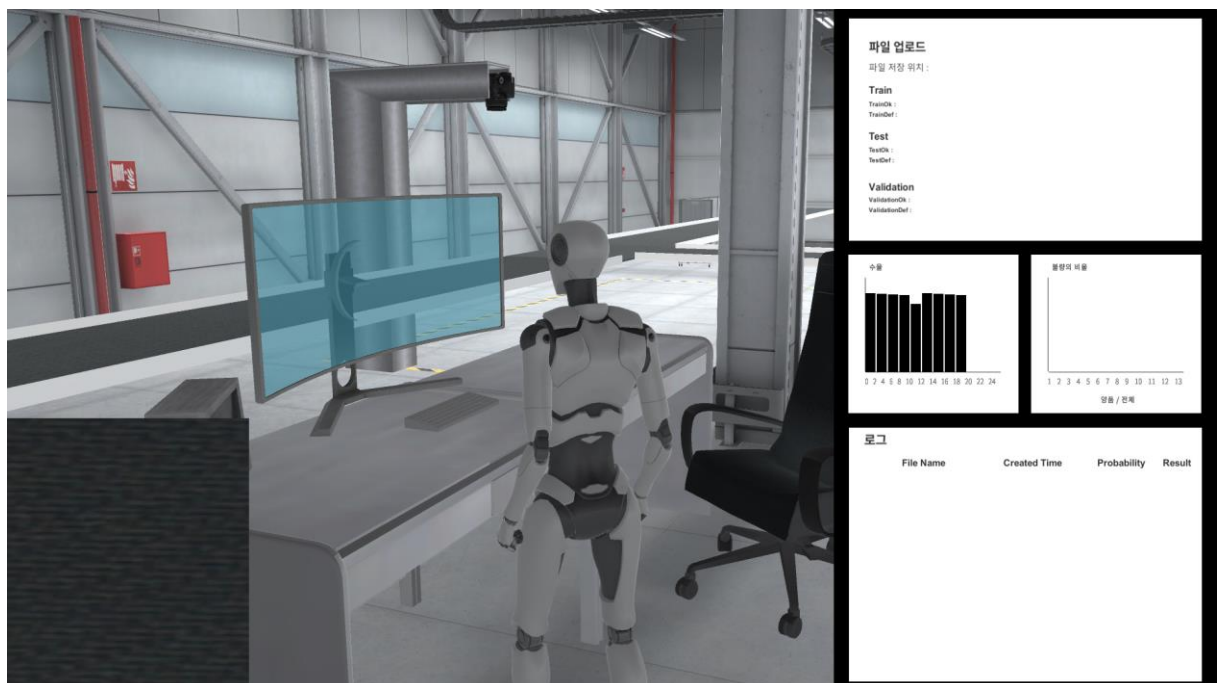 파일 업로드
파일 저장 위치 :
Train
TrainOk :
TrainDef :
Test
TestOk :
TestDef :
Validation
ValidationOk :
ValidationDef :
수율
0 2 4 6 8 10 12 14 16 18 20 22 24
불량의 비율
1 2 3 4 5 6 7 8 9 10 11 12 13
양품 / 전체
로그
File Name Created Time Probability Result